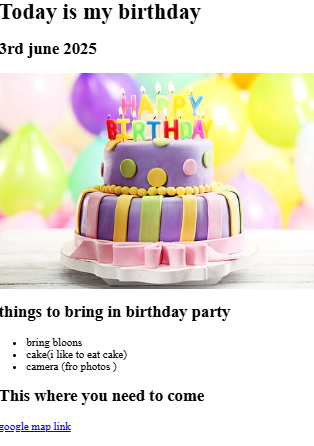 Today is my birthday
3rd june 2025
HAPPY
BIRTHDAY
things to bring in birthday party
bring bloons
cake(i like to eat cake)
camera (fro photos )
This where you need to come
google map link